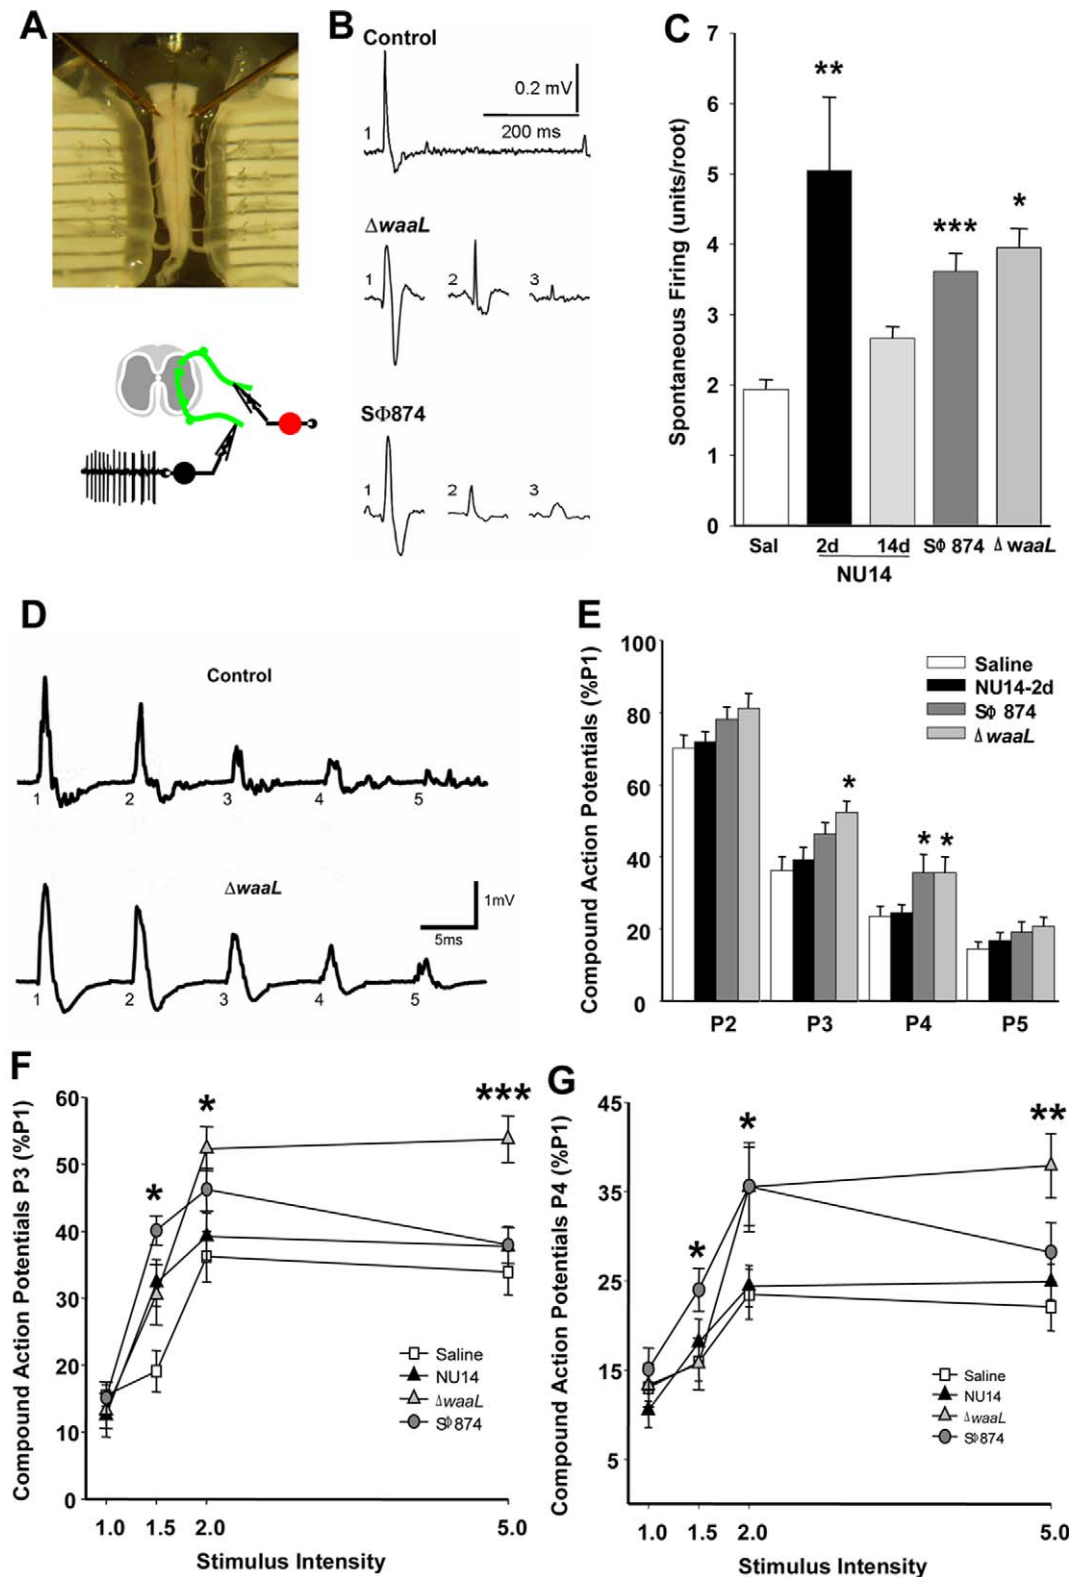 A
B
Control
0.2 mV
200 ms
1
ΔwaaL
1 2 3
SΦ874
1 2 3
C
Spontaneous Firing (units/root)
7
6
5
4
3
2
1
0
**
***
*
Sal 2d 14d SΦ 874 Δ waaL
NU14
D
Control
1 2 3 4 5
ΔwaaL
1mV
5ms
1 2 3 4 5
E
Compound Action Potentials (%P1)
100
80
60
40
20
0
Saline
NU14-2d
SΦ 874
Δ waaL
*
* *
P2 P3 P4 P5
F
Compound Action Potentials P3 (%P1)
60
50
40
30
20
10
0
*
*
***
Saline
NU14
ΔwaaL
SΦ874
1.0 1.5 2.0 5.0
Stimulus Intensity
G
Compound Action Potentials P4 (%P1)
45
35
25
15
5
*
*
**
Saline
NU14
ΔwaaL
SΦ874
1.0 1.5 2.0 5.0
Stimulus Intensity